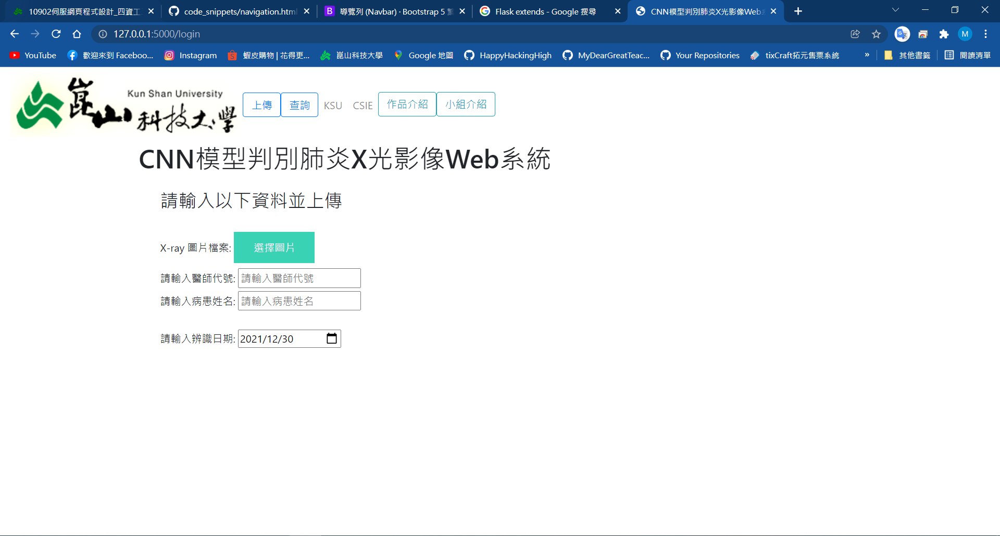 10902伺服網頁程式設計_四資工
code_snippets/navigation.html
導覽列 (Navbar) · Bootstrap 5 繁
Flask extends - Google 搜尋
CNN模型判別肺炎X光影像Web系
127.0.0.1:5000/login
M
YouTube
歡迎來到 Faceboo...
Instagram
蝦皮購物 | 花得更...
崑山科技大學
Google 地圖
HappyHackingHigh
MyDearGreatTeac...
Your Repositories
tixCraft拓元售票系統
»
其他書籤
閱讀清單
Kun Shan University
崑山科技大學
上傳
查詢
KSU
CSIE
作品介紹
小組介紹
CNN模型判別肺炎X光影像Web系統
請輸入以下資料並上傳
X-ray 圖片檔案: 選擇圖片
請輸入醫師代號: 請輸入醫師代號
請輸入病患姓名: 請輸入病患姓名
請輸入辨識日期: 2021/12/30